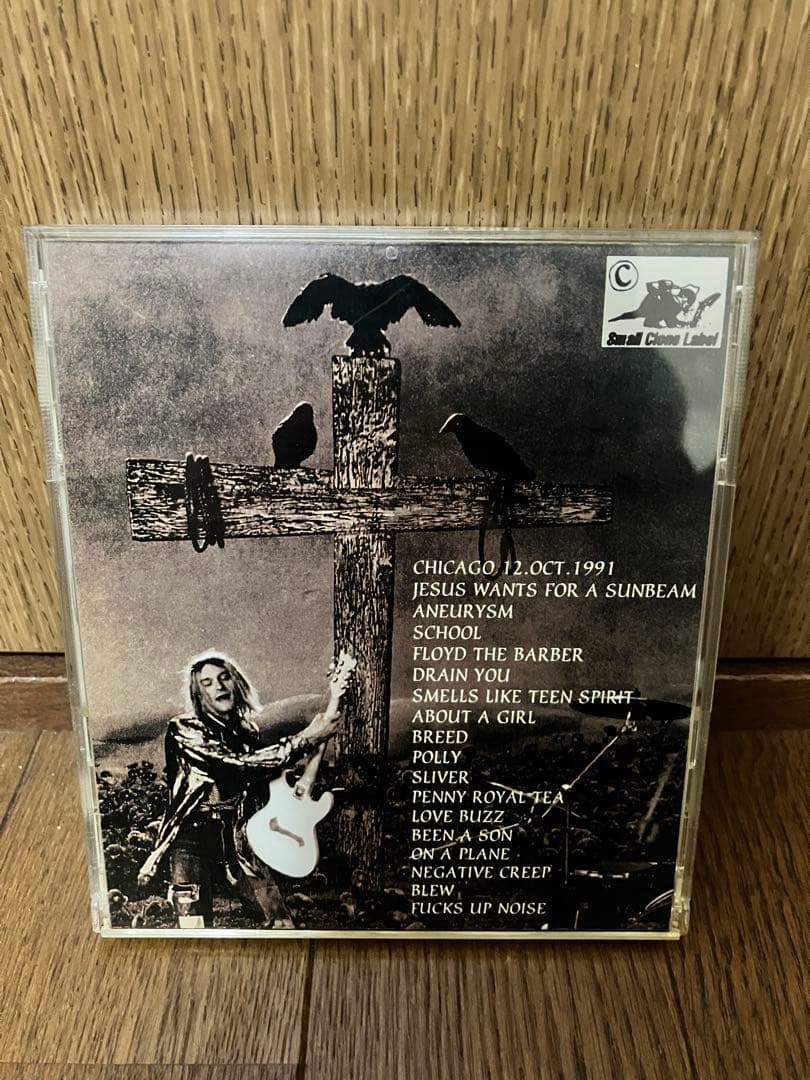 C
Small Clone Label
CHICAGO 12.OCT.1991
JESUS WANTS FOR A SUNBEAM
ANEURYSM
SCHOOL
FLOYD THE BARBER
DRAIN YOU
SMELLS LIKE TEEN SPIRIT
ABOUT A GIRL
BREED
POLLY
SLIVER
PENNY ROYAL TEA
LOVE BUZZ
BEEN A SON
ON A PLANE
NEGATIVE CREEP
BLEW
FUCKS UP NOISE